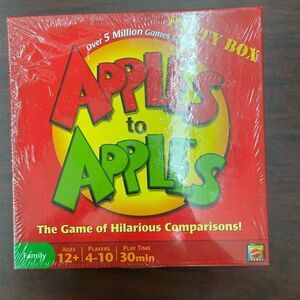 Over 5 Million Games
TY BOX
APPLES
to
APPLES
The Game of Hilarious Comparisons!
Family
AGES
12+
PLAYERS
4-10
PLAY TIME
30min